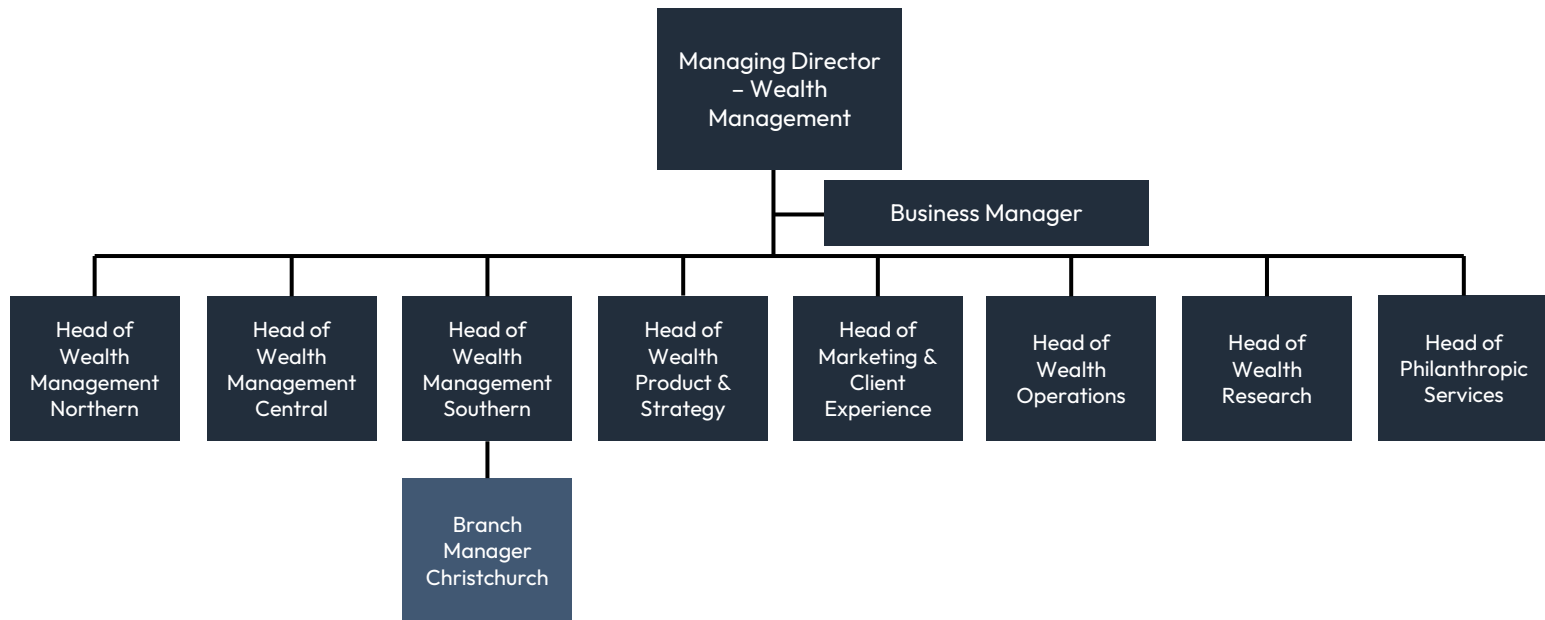 Managing Director
– Wealth
Management
Business Manager
Head of
Wealth
Management
Northern
Head of
Wealth
Management
Central
Head of
Wealth
Management
Southern
Head of
Wealth
Product &
Strategy
Head of
Marketing &
Client
Experience
Head of
Wealth
Operations
Head of
Wealth
Research
Head of
Philanthropic
Services
Branch
Manager
Christchurch